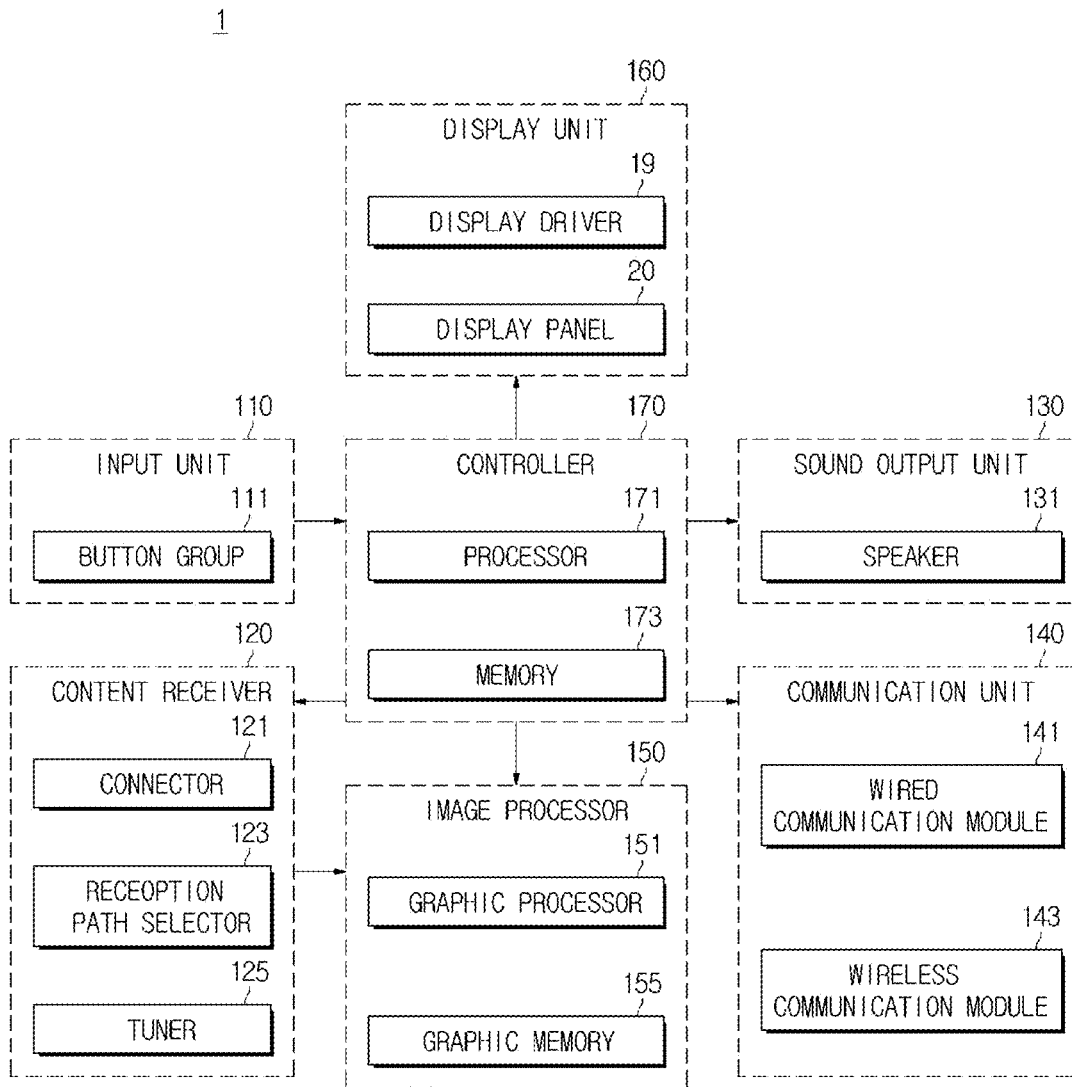 1
160
DISPLAY UNIT
19
DISPLAY DRIVER
20
DISPLAY PANEL
110
INPUT UNIT
111
BUTTON GROUP
170
CONTROLLER
171
PROCESSOR
173
MEMORY
130
SOUND OUTPUT UNIT
131
SPEAKER
120
CONTENT RECEIVER
121
CONNECTOR
123
RECEOPTION
PATH SELECTOR
125
TUNER
150
IMAGE PROCESSOR
151
GRAPHIC PROCESSOR
155
GRAPHIC MEMORY
140
COMMUNICATION UNIT
141
WIRED
COMMUNICATION MODULE
143
WIRELESS
COMMUNICATION MODULE